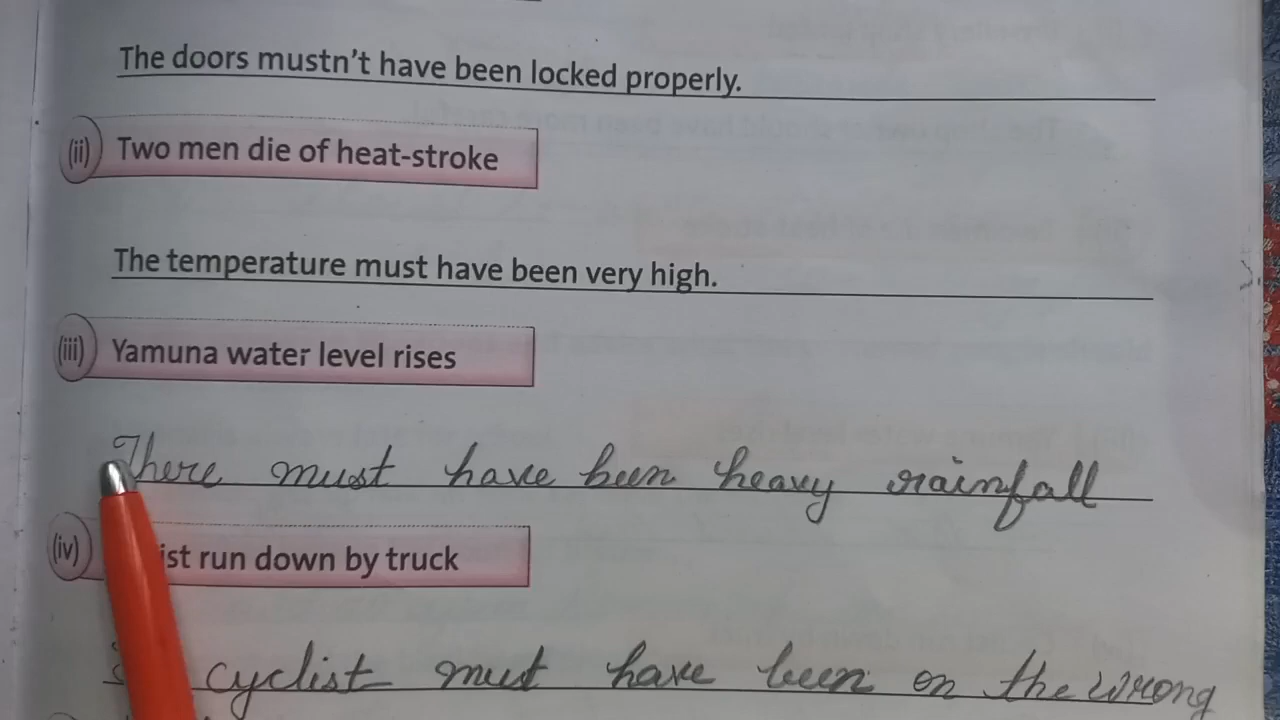 The doors mustn't have been locked properly.
(ii) Two men die of heat-stroke
The temperature must have been very high.
(iii) Yamuna water level rises
There must have been heavy rainfall
(iv) ist run down by truck
cyclist must have been on the wrong